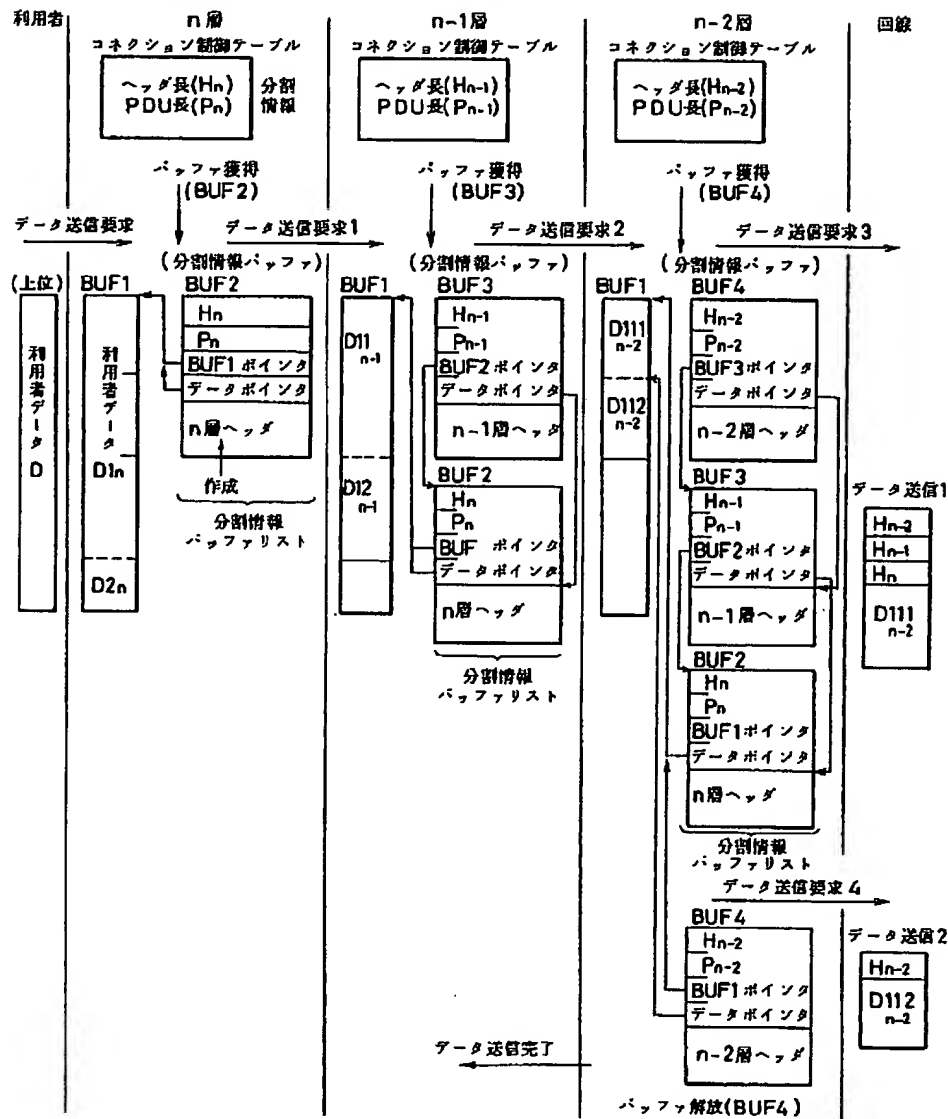 利用者
n層
n-1層
n-2層
回線
コネクション制御テーブル
コネクション制御テーブル
コネクション制御テーブル
ヘッダ長(Hn)
PDU長(Pn)
分割
情報
ヘッダ長(Hn-1)
PDU長(Pn-1)
ヘッダ長(Hn-2)
PDU長(Pn-2)
バッファ獲得
(BUF2)
バッファ獲得
(BUF3)
バッファ獲得
(BUF4)
データ送信要求
データ送信要求1
データ送信要求2
データ送信要求3
(分割情報バッファ)
(分割情報バッファ)
(分割情報バッファ)
(上位)
利用者データD
BUF1
利用者データ
D1n
D2n
BUF2
Hn
Pn
BUF1ポインタ
データポインタ
n層ヘッダ
作成
分割情報
バッファリスト
BUF1
D11
n-1
D12
n-1
BUF3
Hn-1
Pn-1
BUF2ポインタ
データポインタ
n-1層ヘッダ
BUF2
Hn
Pn
BUF ポインタ
データポインタ
n層ヘッダ
分割情報
バッファリスト
BUF1
D111
n-2
D112
n-2
BUF4
Hn-2
Pn-2
BUF3ポインタ
データポインタ
n-2層ヘッダ
BUF3
Hn-1
Pn-1
BUF2ポインタ
データポインタ
n-1層ヘッダ
BUF2
Hn
Pn
BUF1ポインタ
データポインタ
n層ヘッダ
分割情報
バッファリスト
データ送信1
Hn-2
Hn-1
Hn
D111
n-2
データ送信要求4
BUF4
Hn-2
Pn-2
BUF1ポインタ
データポインタ
n-2層ヘッダ
データ送信2
Hn-2
D112
n-2
データ送信完了
バッファ解放(BUF4)